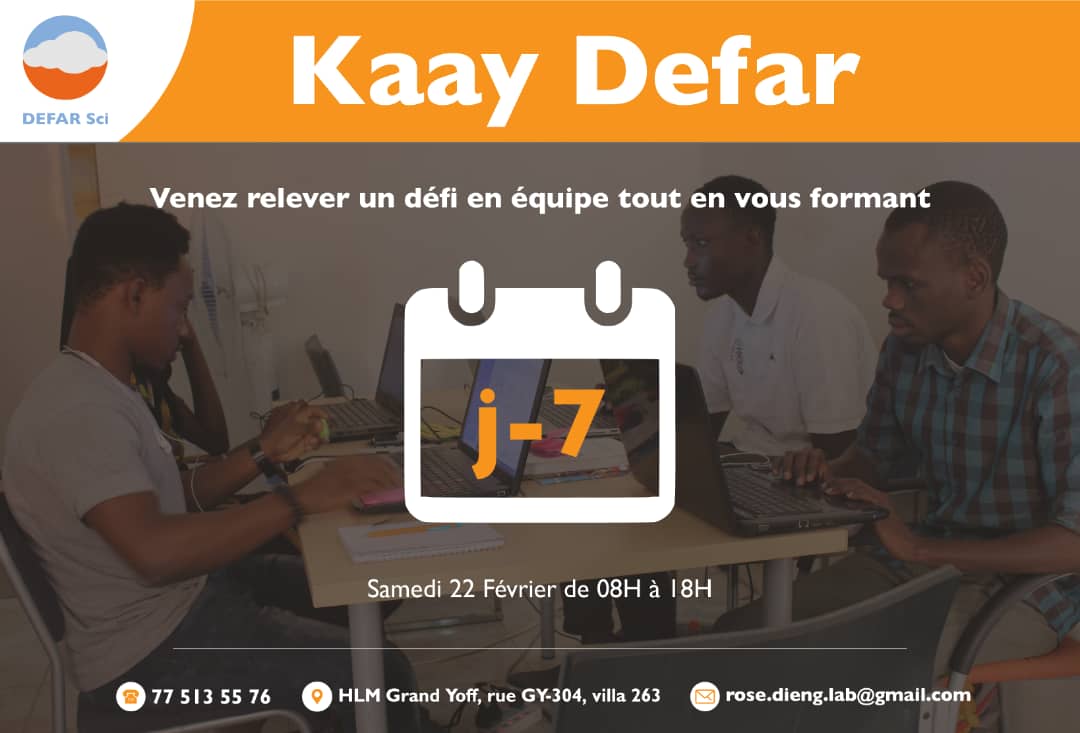 DEFAR Sci
Kaay Defar
Venez relever un défi en équipe tout en vous formant
j-7
Samedi 22 Février de 08H à 18H
77 513 55 76
HLM Grand Yoff, rue GY-304, villa 263
rose.dieng.lab@gmail.com